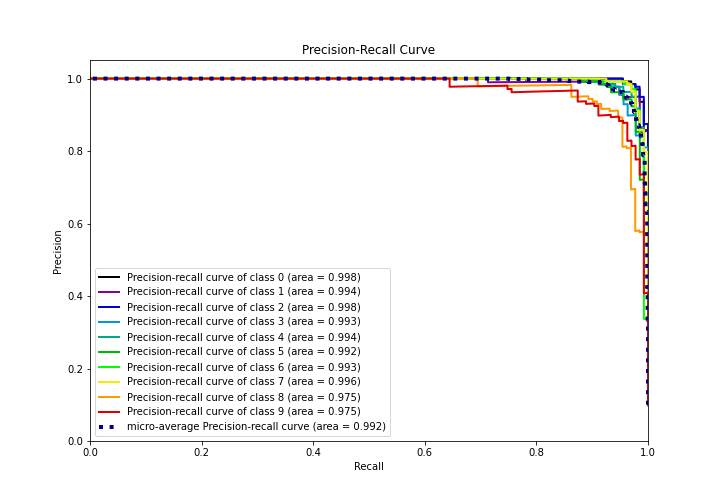 Precision-Recall Curve
1.0
0.8
0.6
0.4
0.2
0.0
Precision
Precision-recall curve of class 0 (area = 0.998)
Precision-recall curve of class 1 (area = 0.994)
Precision-recall curve of class 2 (area = 0.998)
Precision-recall curve of class 3 (area = 0.993)
Precision-recall curve of class 4 (area = 0.994)
Precision-recall curve of class 5 (area = 0.992)
Precision-recall curve of class 6 (area = 0.993)
Precision-recall curve of class 7 (area = 0.996)
Precision-recall curve of class 8 (area = 0.975)
Precision-recall curve of class 9 (area = 0.975)
micro-average Precision-recall curve (area = 0.992)
0.0 0.2 0.4 0.6 0.8 1.0
Recall